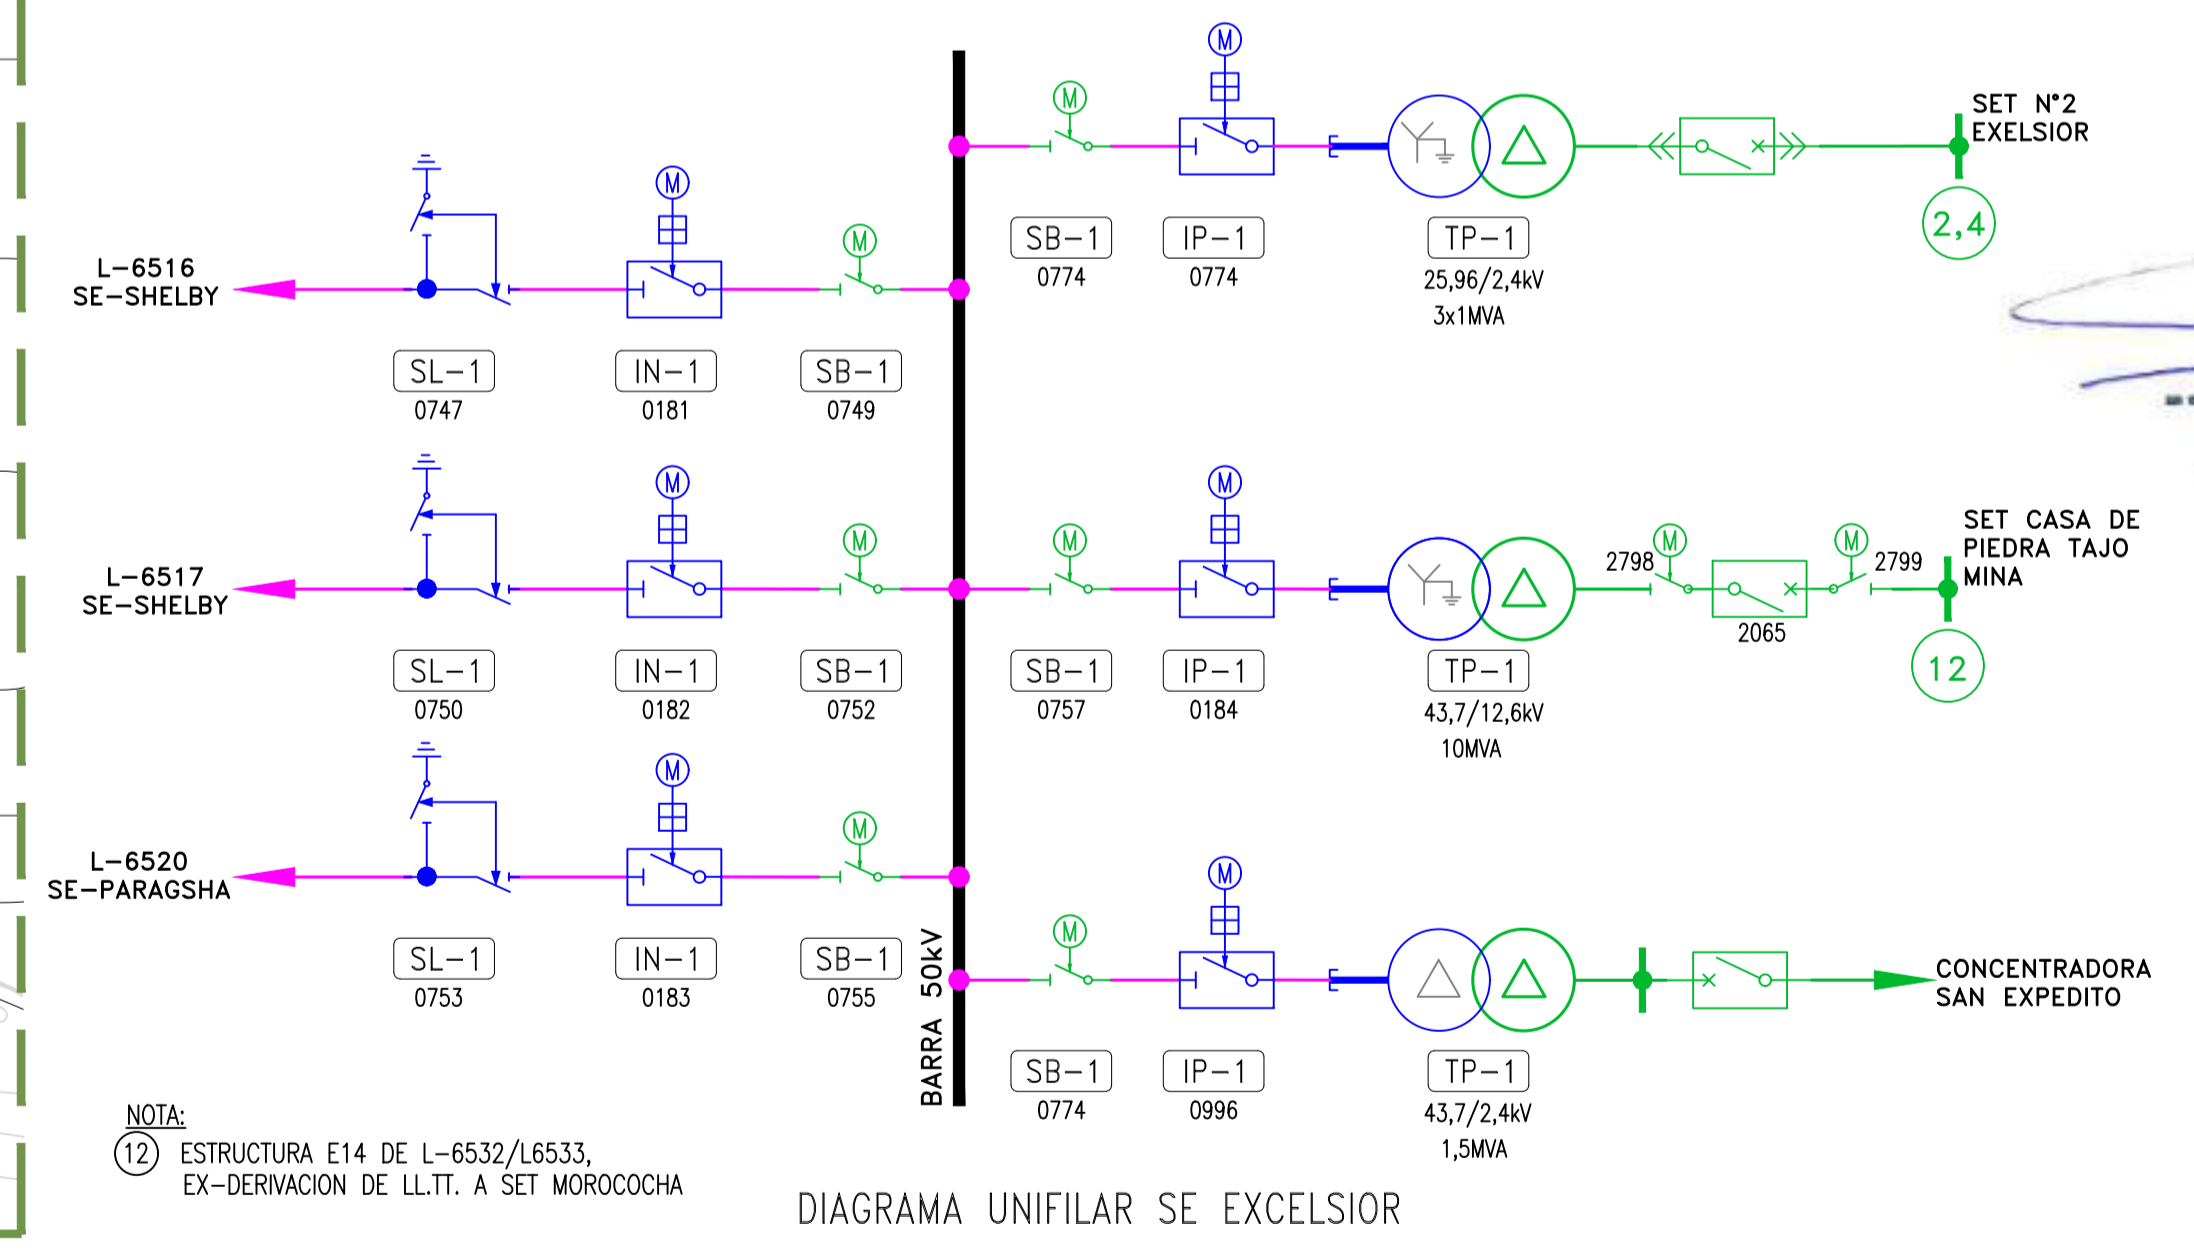 M
M
SET N°2
EXELSIOR
2,4
SB-1
0774
IP-1
0774
TP-1
25,96/2,4kV
3x1MVA
M
M
L-6516
SE-SHELBY
SL-1
0747
IN-1
0181
SB-1
0749
M
M
L-6517
SE-SHELBY
SL-1
0750
IN-1
0182
SB-1
0752
M
M
SB-1
0757
IP-1
0184
TP-1
43,7/12,6kV
10MVA
2798
M
2065
M
2799
SET CASA DE
PIEDRA TAJO
MINA
12
M
M
L-6520
SE-PARAGSHA
SL-1
0753
IN-1
0183
SB-1
0755
BARRA 50kV
M
M
SB-1
0774
IP-1
0996
TP-1
43,7/2,4kV
1,5MVA
CONCENTRADORA
SAN EXPEDITO
NOTA:
12 ESTRUCTURA E14 DE L-6532/L6533,
EX-DERIVACION DE LL.TT. A SET MOROCOCHA
DIAGRAMA UNIFILAR SE EXCELSIOR